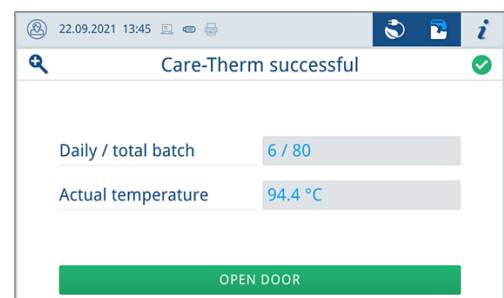 22.09.2021 13:45
i
Care-Therm successful
Daily / total batch 6 / 80
Actual temperature 94.4 °C
OPEN DOOR